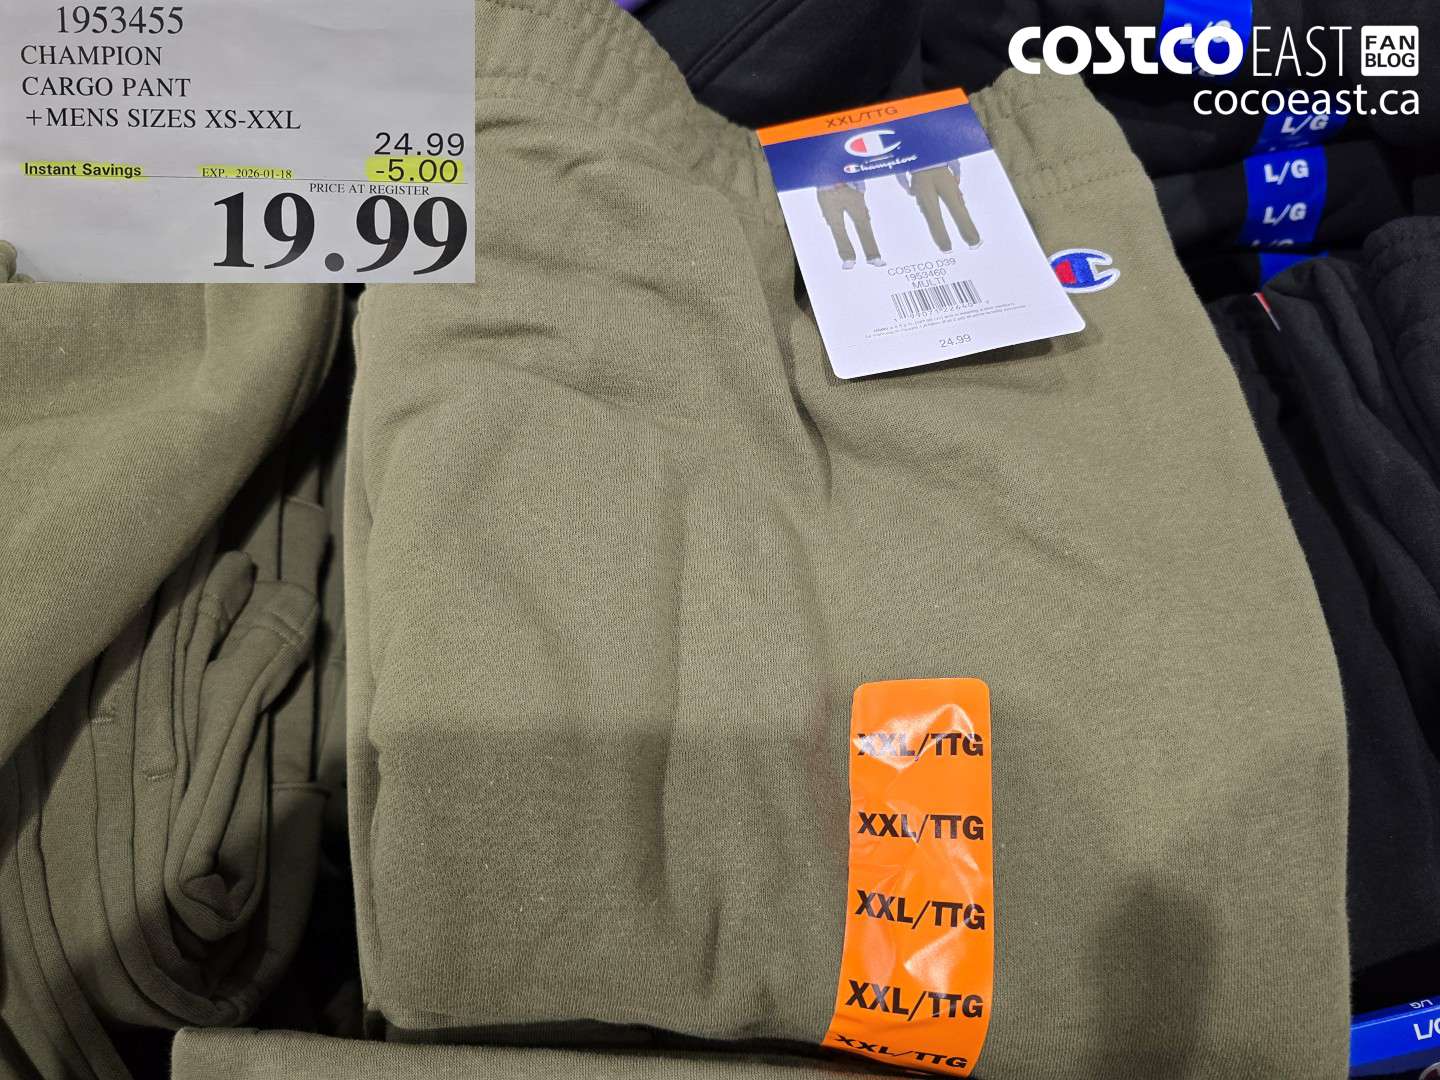 1953455
CHAMPION
CARGO PANT
+MENS SIZES XS-XXL
24.99
Instant Savings EXP. 2026-01-18 -5.00
PRICE AT REGISTER
19.99
COSTCO EAST FAN BLOG
cocoeast.ca
XXL/TTG
Champion
COSTCO D39
1953460
MULTI
24.99
L/G
L/G
L/G
L/G
XXL/TTG
XXL/TTG
XXL/TTG
XXL/TTG
XXL/TTG
L/G